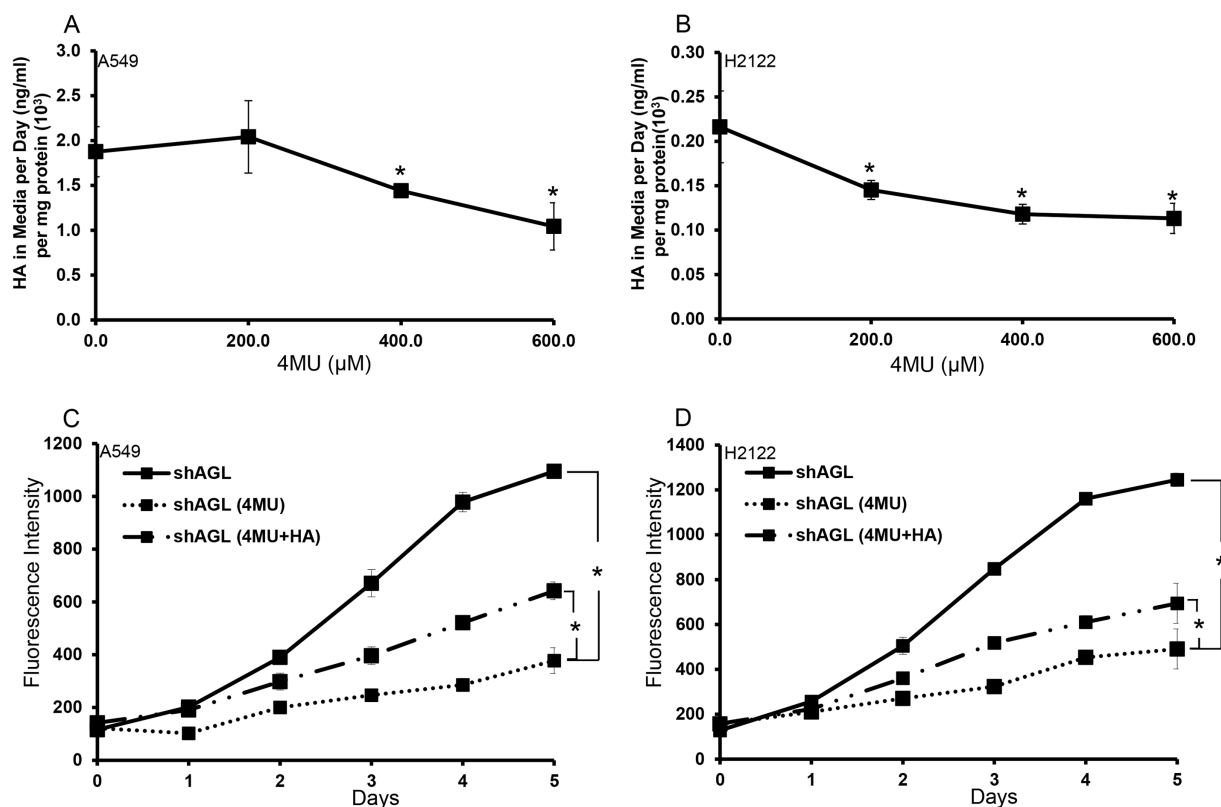 A
A549
HA in Media per Day (ng/ml)
per mg protein (10³)
3.0
2.5
2.0
1.5
1.0
0.5
0.0
*
*
0.0 200.0 400.0 600.0
4MU (µM)
B
H2122
HA in Media per Day (ng/ml)
per mg protein(10³)
0.30
0.25
0.20
0.15
0.10
0.05
0.00
*
*
*
0.0 200.0 400.0 600.0
4MU (µM)
C
A549
Fluorescence Intensity
1200
1000
800
600
400
200
0
shAGL
shAGL (4MU)
shAGL (4MU+HA)
*
*
0 1 2 3 4 5
Days
D
H2122
Fluorescence Intensity
1400
1200
1000
800
600
400
200
0
shAGL
shAGL (4MU)
shAGL (4MU+HA)
*
*
0 1 2 3 4 5
Days